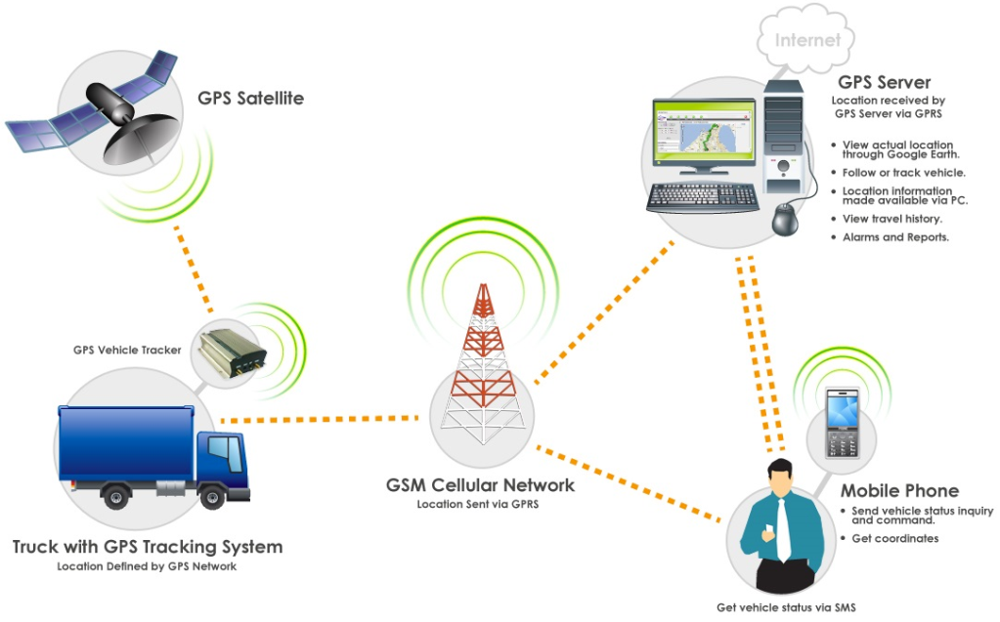 Internet
GPS Satellite
GPS Server
Location received by
GPS Server via GPRS
• View actual location
through Google Earth.
• Follow or track vehicle.
• Location information
made available via PC.
• View travel history.
• Alarms and Reports.
GPS Vehicle Tracker
GSM Cellular Network
Location Sent via GPRS
Mobile Phone
• Send vehicle status inquiry
and command.
• Get coordinates
Truck with GPS Tracking System
Location Defined by GPS Network
Get vehicle status via SMS